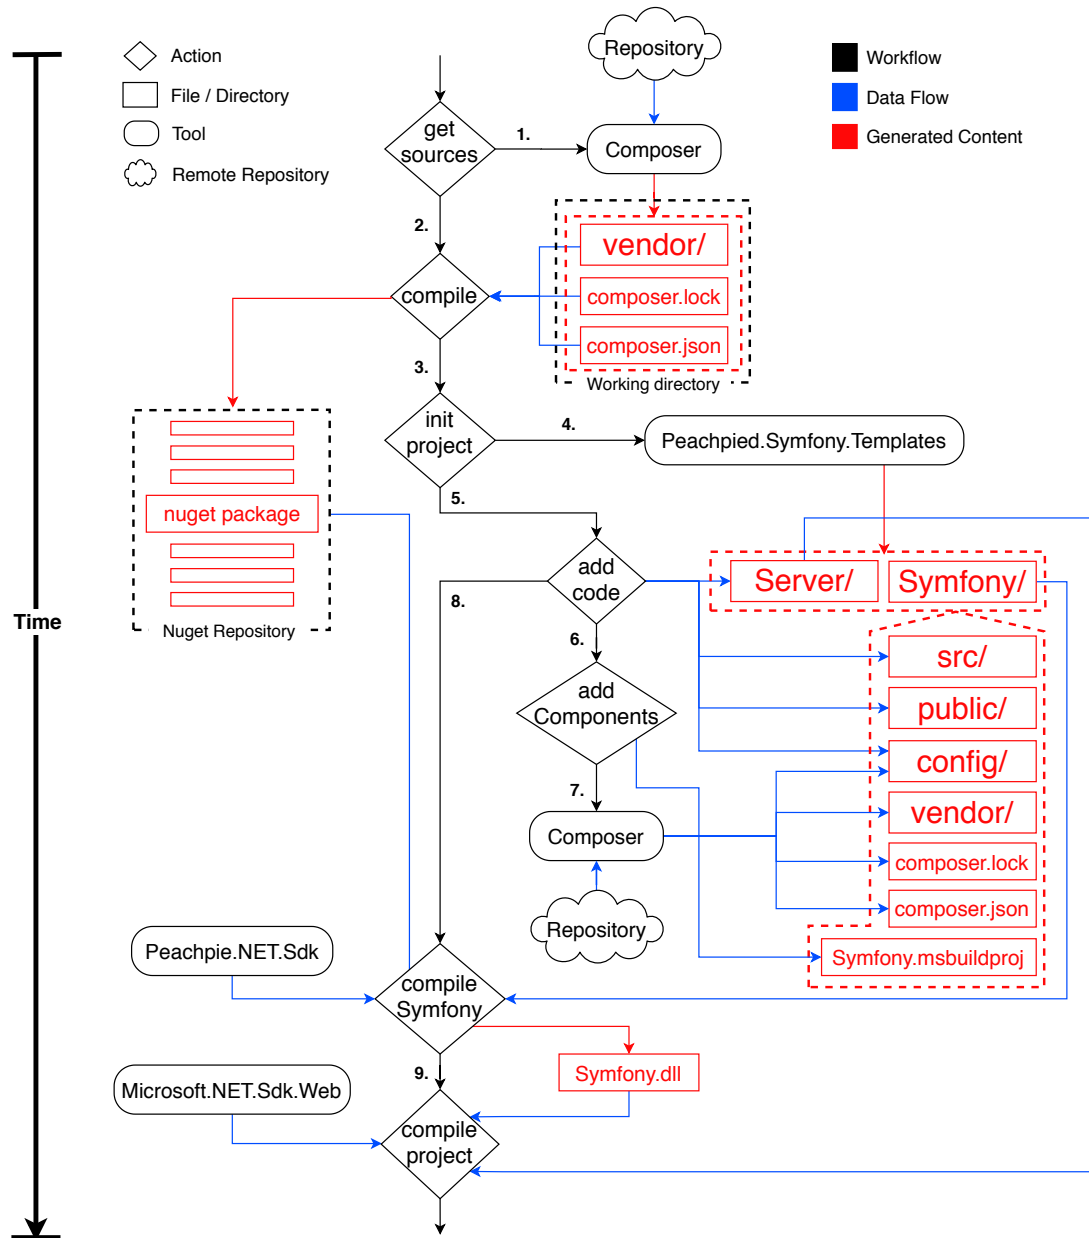 Action
File / Directory
Tool
Remote Repository
Repository
Workflow
Data Flow
Generated Content
get
sources
1.
Composer
2.
vendor/
compile
composer.lock
composer.json
3.
Working directory
init
project
4.
Peachpied.Symfony.Templates
5.
nuget package
add
code
Server/
Symfony/
8.
Time
Nuget Repository
6.
src/
add
Components
public/
config/
7.
vendor/
Composer
composer.lock
composer.json
Repository
Peachpie.NET.Sdk
Symfony.msbuildproj
compile
Symfony
9.
Symfony.dll
Microsoft.NET.Sdk.Web
compile
project